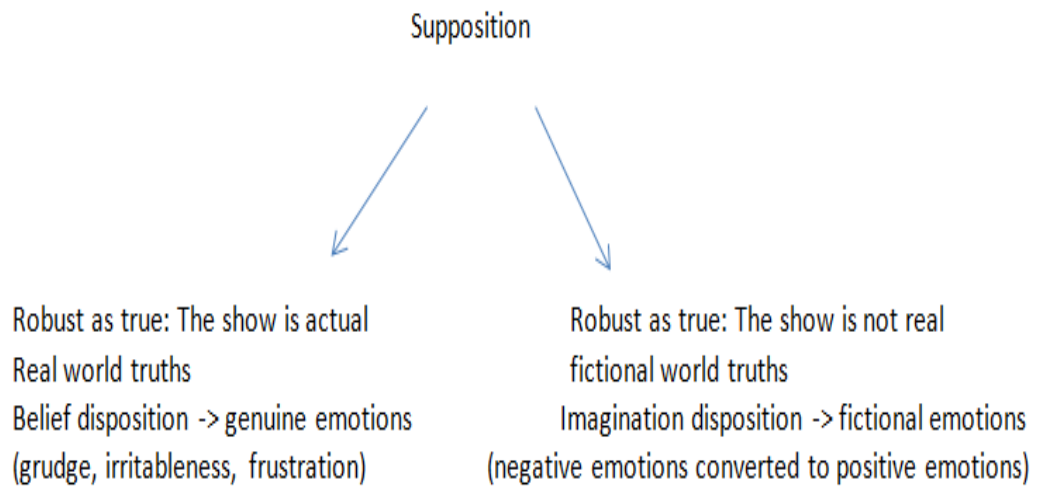 Supposition
Robust as true: The show is actual
Real world truths
Belief disposition -> genuine emotions
(grudge, irritableness, frustration)
Robust as true: The show is not real
fictional world truths
Imagination disposition -> fictional emotions
(negative emotions converted to positive emotions)